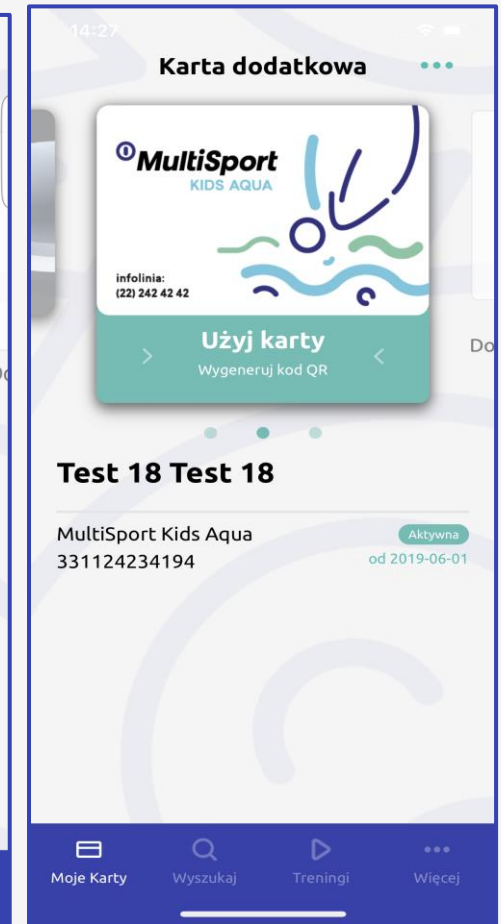 14:27
Karta dodatkowa
MultiSport
KIDS AQUA
infolinia:
(22) 242 42 42
Użyj karty
Wygeneruj kod QR
Do
Test 18 Test 18
MultiSport Kids Aqua
Aktywna
331124234194
od 2019-06-01
Moje Karty
Wyszukaj
Treningi
Więcej